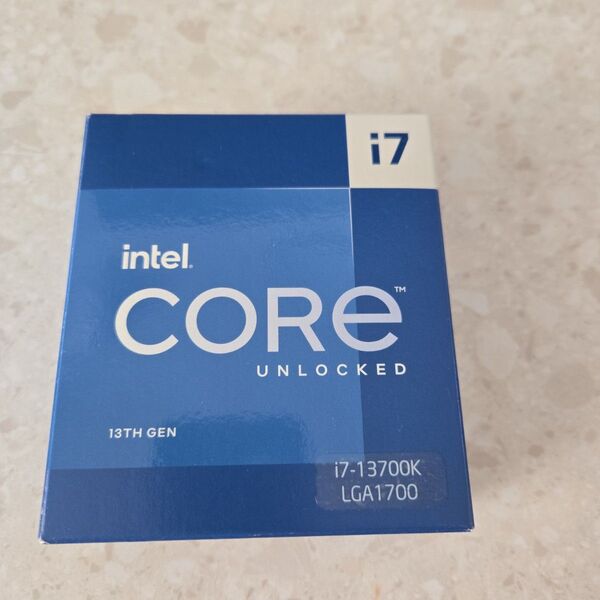 i7
intel.
CORE™
UNLOCKED
13TH GEN
i7-13700K
LGA1700